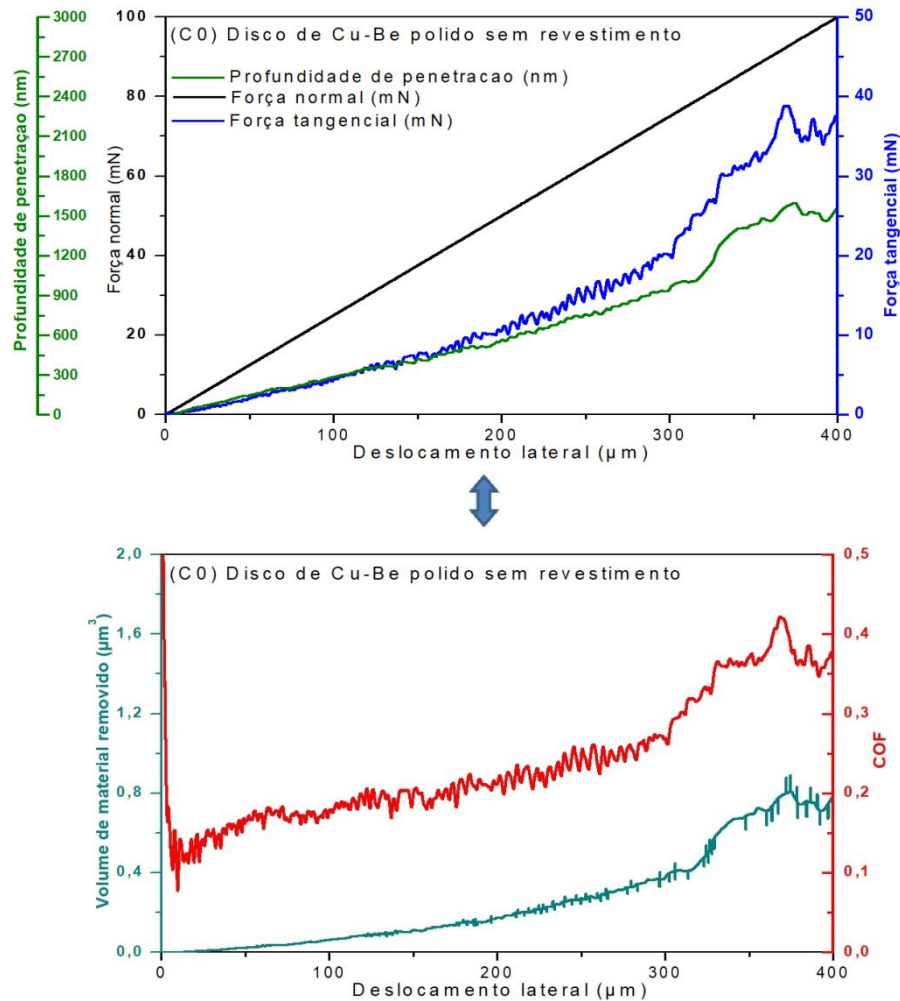 (C0) Disco de Cu-Be polido sem revestimento
Profundidade de penetracao (nm)
Força normal (mN)
Força tangencial (mN)
Profundidade de penetraçao (nm)
3000
2700
2400
2100
1800
1500
1200
900
600
300
0
Força normal (mN)
100
80
60
40
20
0
Força tangencial (mN)
50
40
30
20
10
0
0 100 200 300 400
Deslocamento lateral (µm)
(C0) Disco de Cu-Be polido sem revestimento
Volume de material removido (µm³)
2,0
1,6
1,2
0,8
0,4
0,0
COF
0,5
0,4
0,3
0,2
0,1
0,0
0 100 200 300 400
Deslocamento lateral (µm)